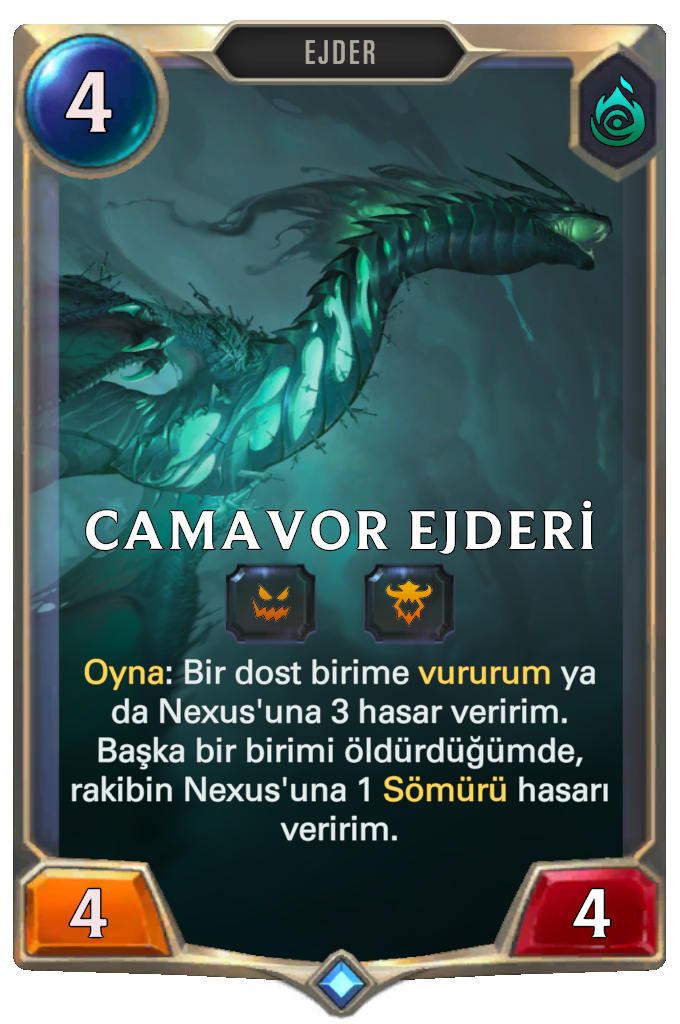 EJDER
4
CAMAVOR EJDERİ
Oyna: Bir dost birime vururum ya
da Nexus'una 3 hasar veririm.
Başka bir birimi öldürdüğümde,
rakibin Nexus'una 1 Sömürü hasarı
veririm.
4
4